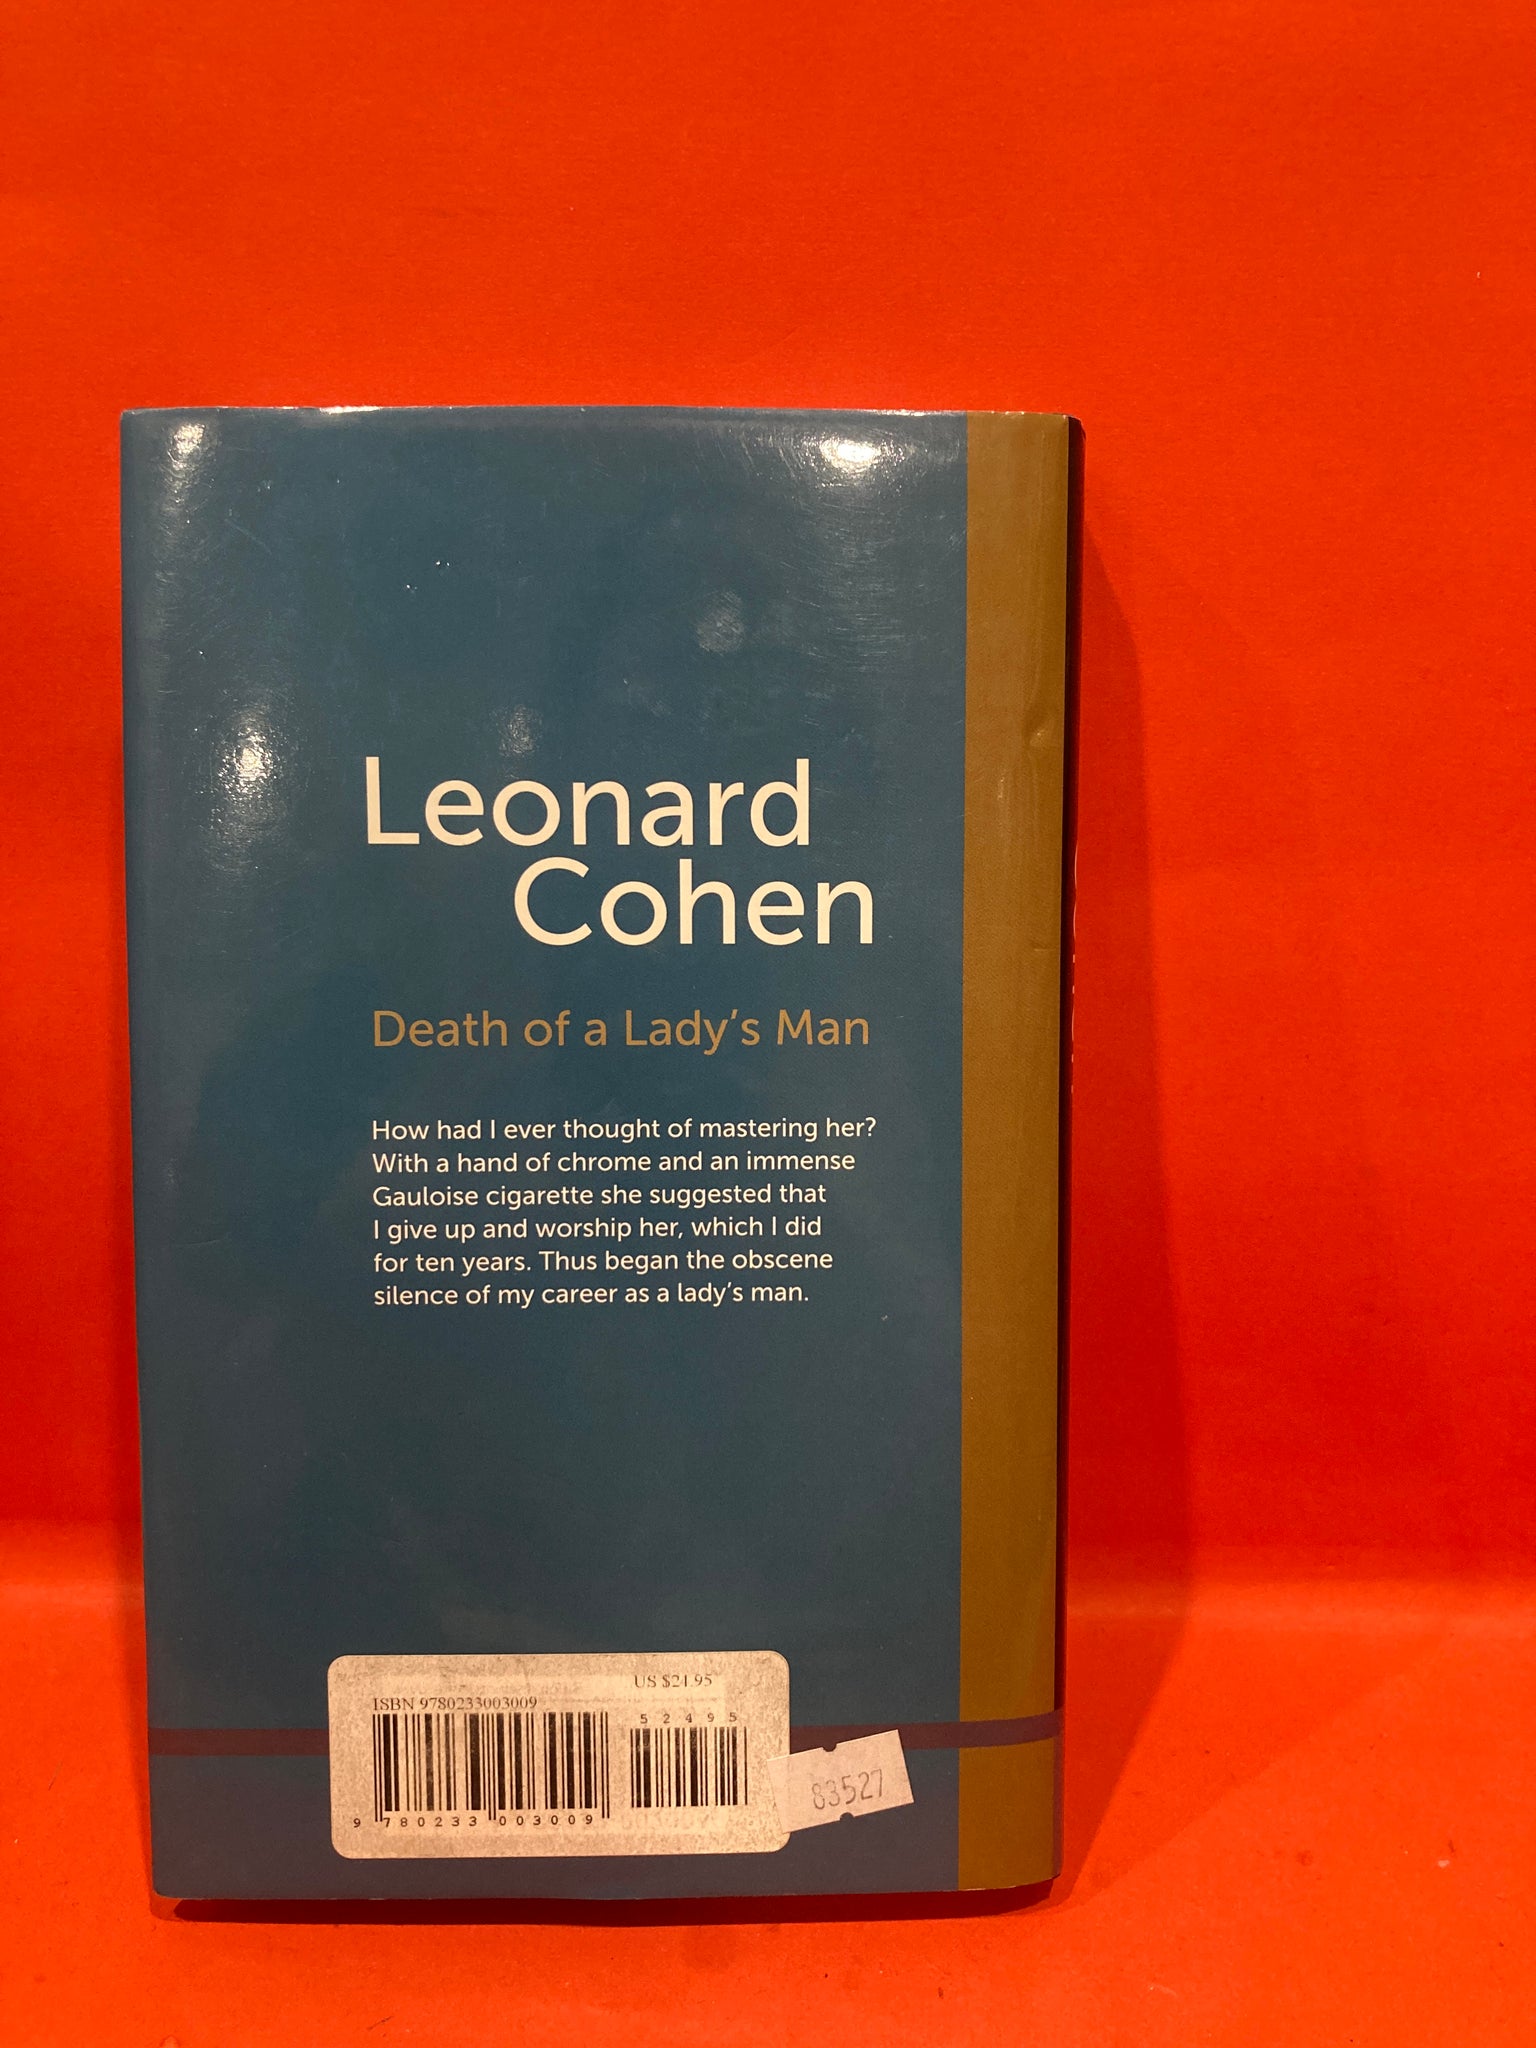 Leonard
Cohen
Death of a Lady's Man
How had I ever thought of mastering her?
With a hand of chrome and an immense
Gauloise cigarette she suggested that
I give up and worship her, which I did
for ten years. Thus began the obscene
silence of my career as a lady's man.
US $24.95
ISBN 9780233003009
52495
9 780233 003009
83527